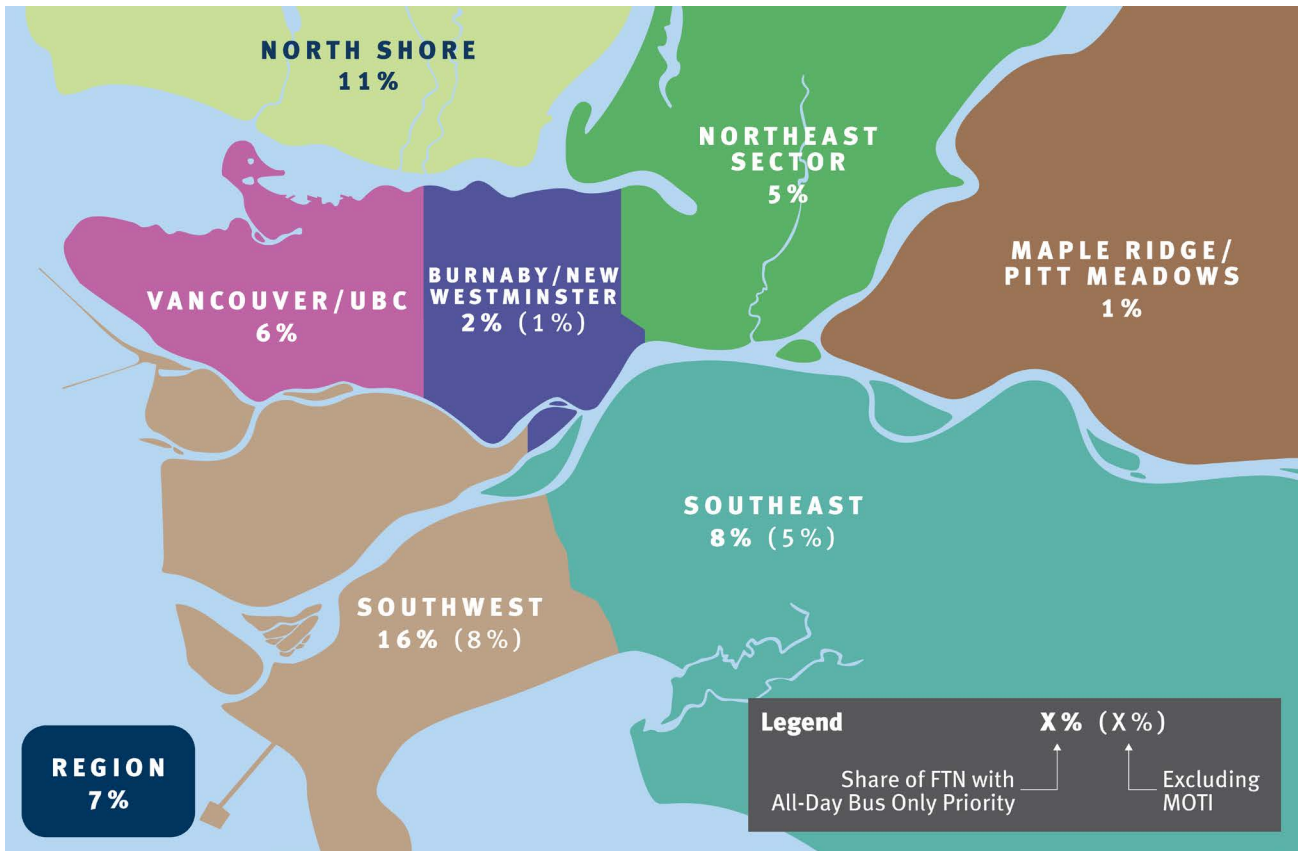 NORTH SHORE
11%
NORTHEAST
SECTOR
5%
MAPLE RIDGE/
PITT MEADOWS
1%
BURNABY/NEW
WESTMINSTER
2% (1%)
VANCOUVER/UBC
6%
SOUTHEAST
8% (5%)
SOUTHWEST
16% (8%)
REGION
7%
Legend X% (X%)
Share of FTN with
All-Day Bus Only Priority
Excluding
MOTI